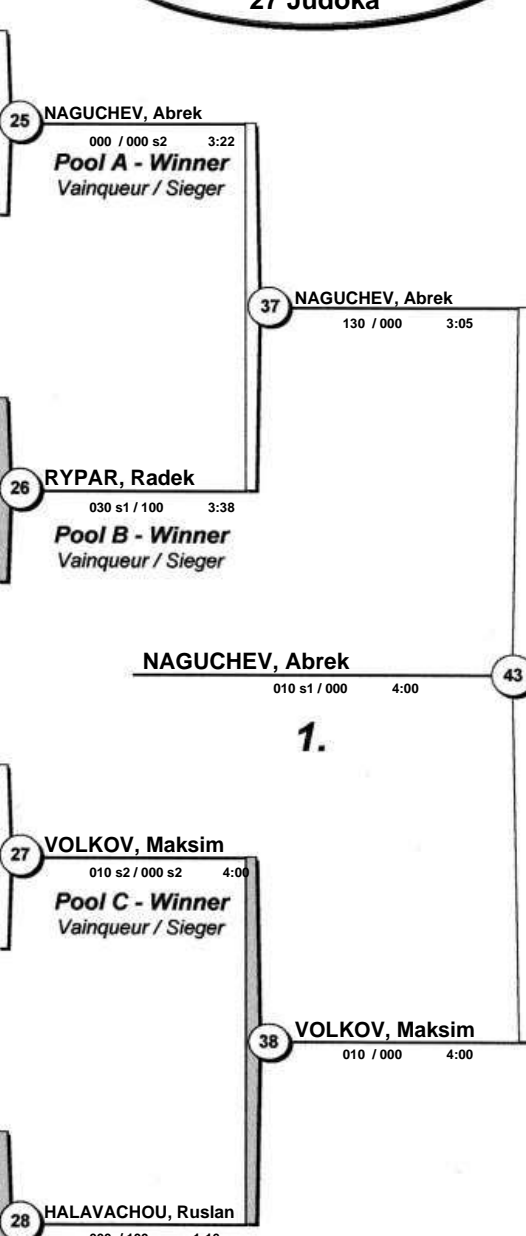 27 Judoka
25
NAGUCHEV, Abrek
000 / 000 s2 3:22
Pool A - Winner
Vainqueur / Sieger
37
NAGUCHEV, Abrek
130 / 000 3:05
26
RYPAR, Radek
030 s1 / 100 3:38
Pool B - Winner
Vainqueur / Sieger
NAGUCHEV, Abrek
43
010 s1 / 000 4:00
1.
27
VOLKOV, Maksim
010 s2 / 000 s2 4:00
Pool C - Winner
Vainqueur / Sieger
38
VOLKOV, Maksim
010 / 000 4:00
28
HALAVACHOU, Ruslan